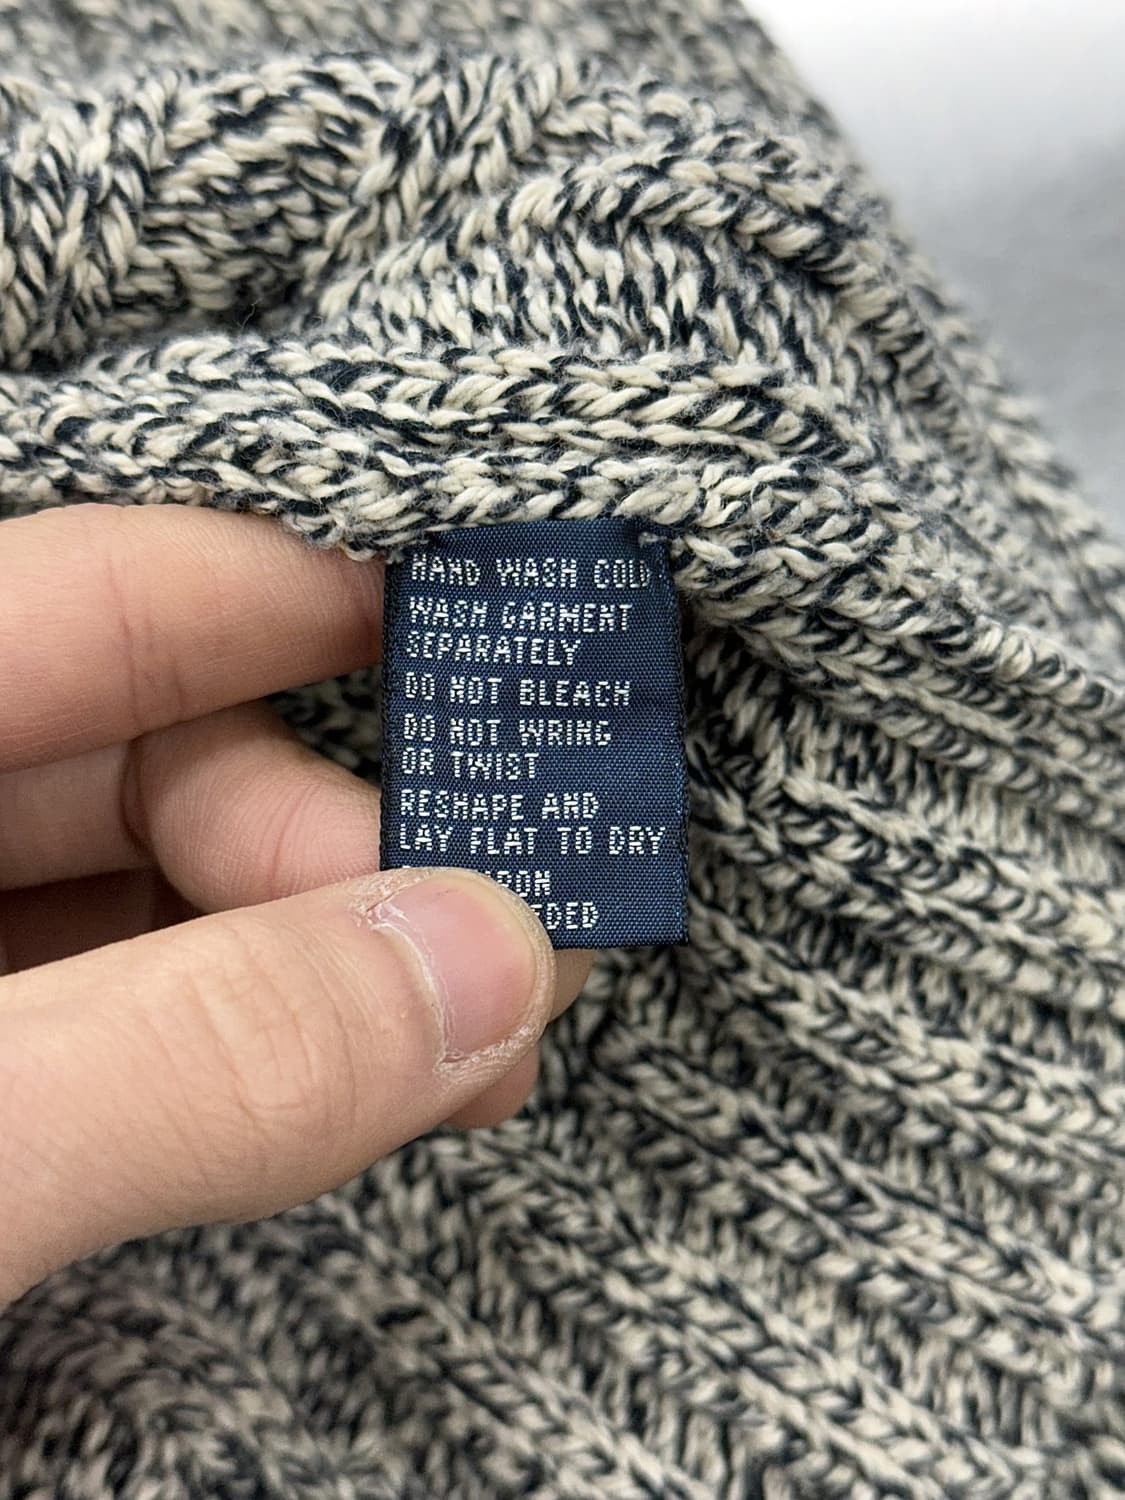 HAND WASH COLD
WASH GARMENT
SEPARATELY
DO NOT BLEACH
DO NOT WRING
OR TWIST
RESHAPE AND
LAY FLAT TO DRY